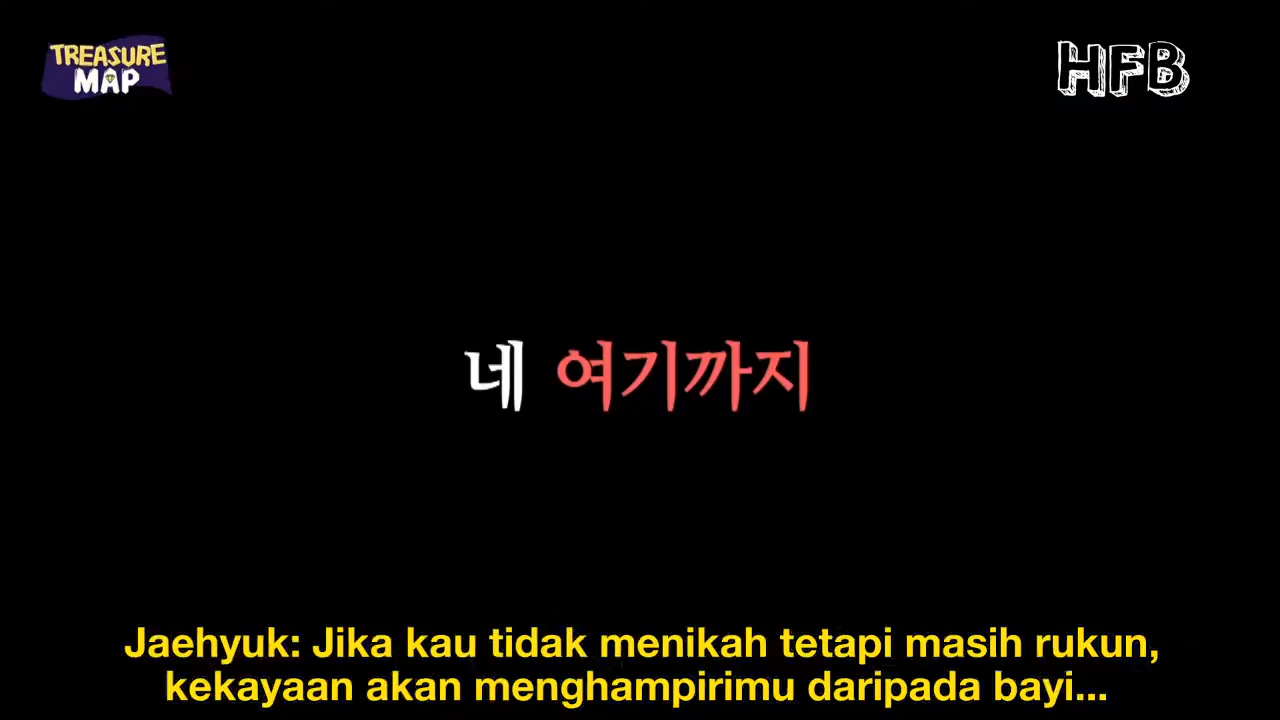 TREASURE
MAP
HFB
네 여기까지
Jaehyuk: Jika kau tidak menikah tetapi masih rukun,
kekayaan akan menghampirimu daripada bayi...